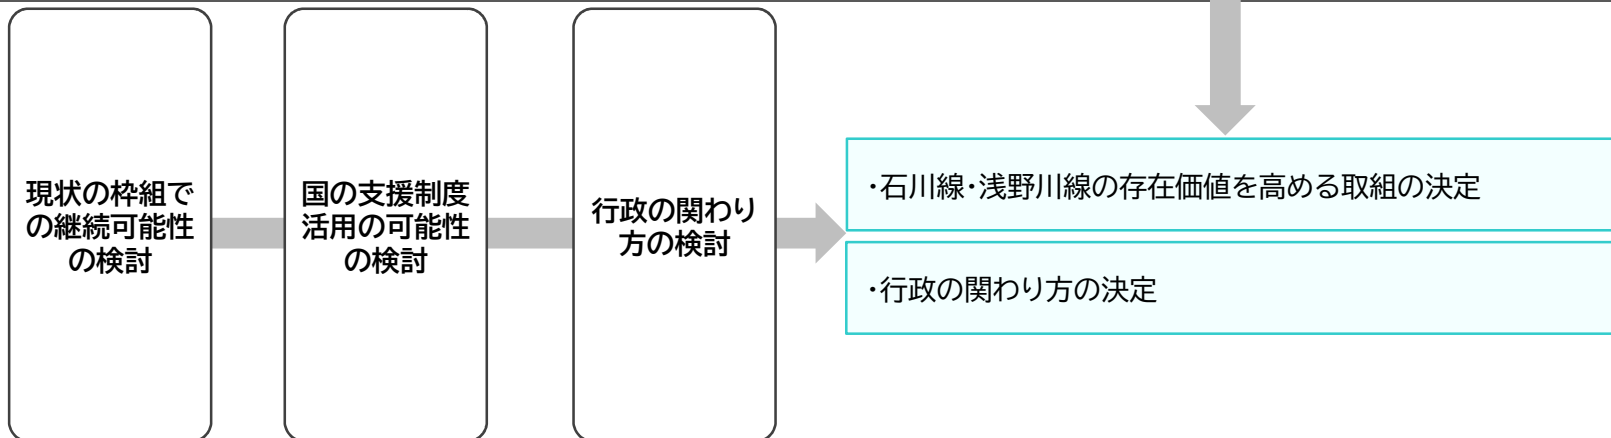 現状の枠組で
の継続可能性
の検討
国の支援制度
活用の可能性
の検討
行政の関わり
方の検討
・石川線・浅野川線の存在価値を高める取組の決定
・行政の関わり方の決定